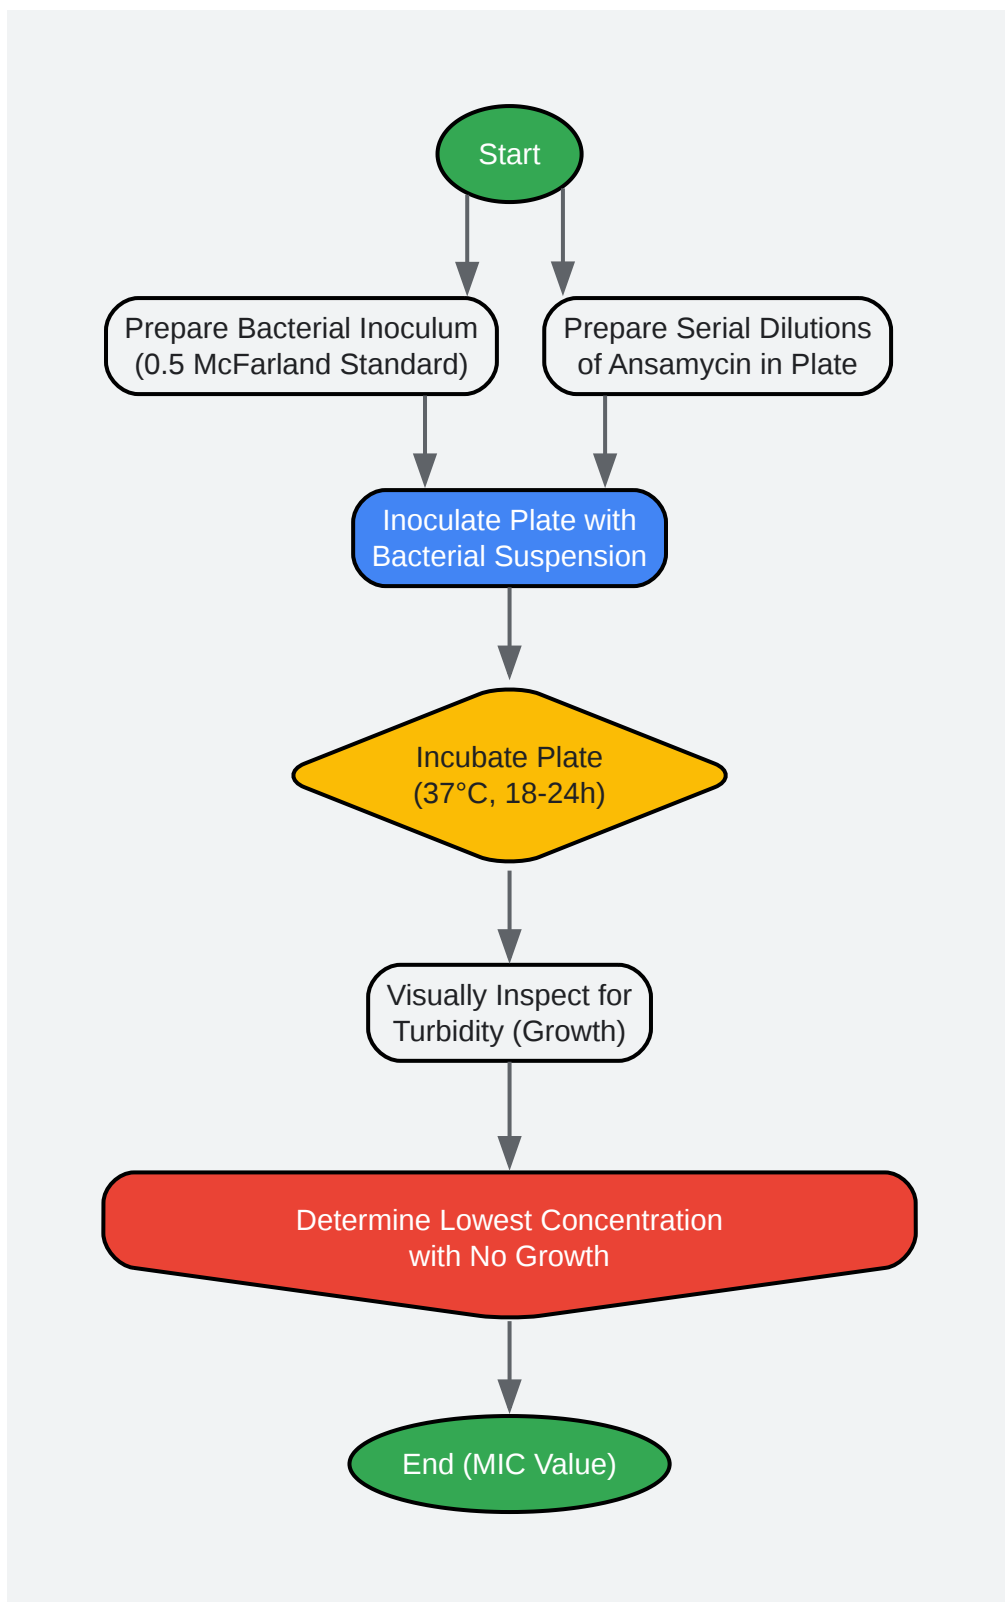 Start
Prepare Bacterial Inoculum
(0.5 McFarland Standard)
Prepare Serial Dilutions
of Ansamycin in Plate
Inoculate Plate with
Bacterial Suspension
Incubate Plate
(37°C, 18-24h)
Visually Inspect for
Turbidity (Growth)
Determine Lowest Concentration
with No Growth
End (MIC Value)